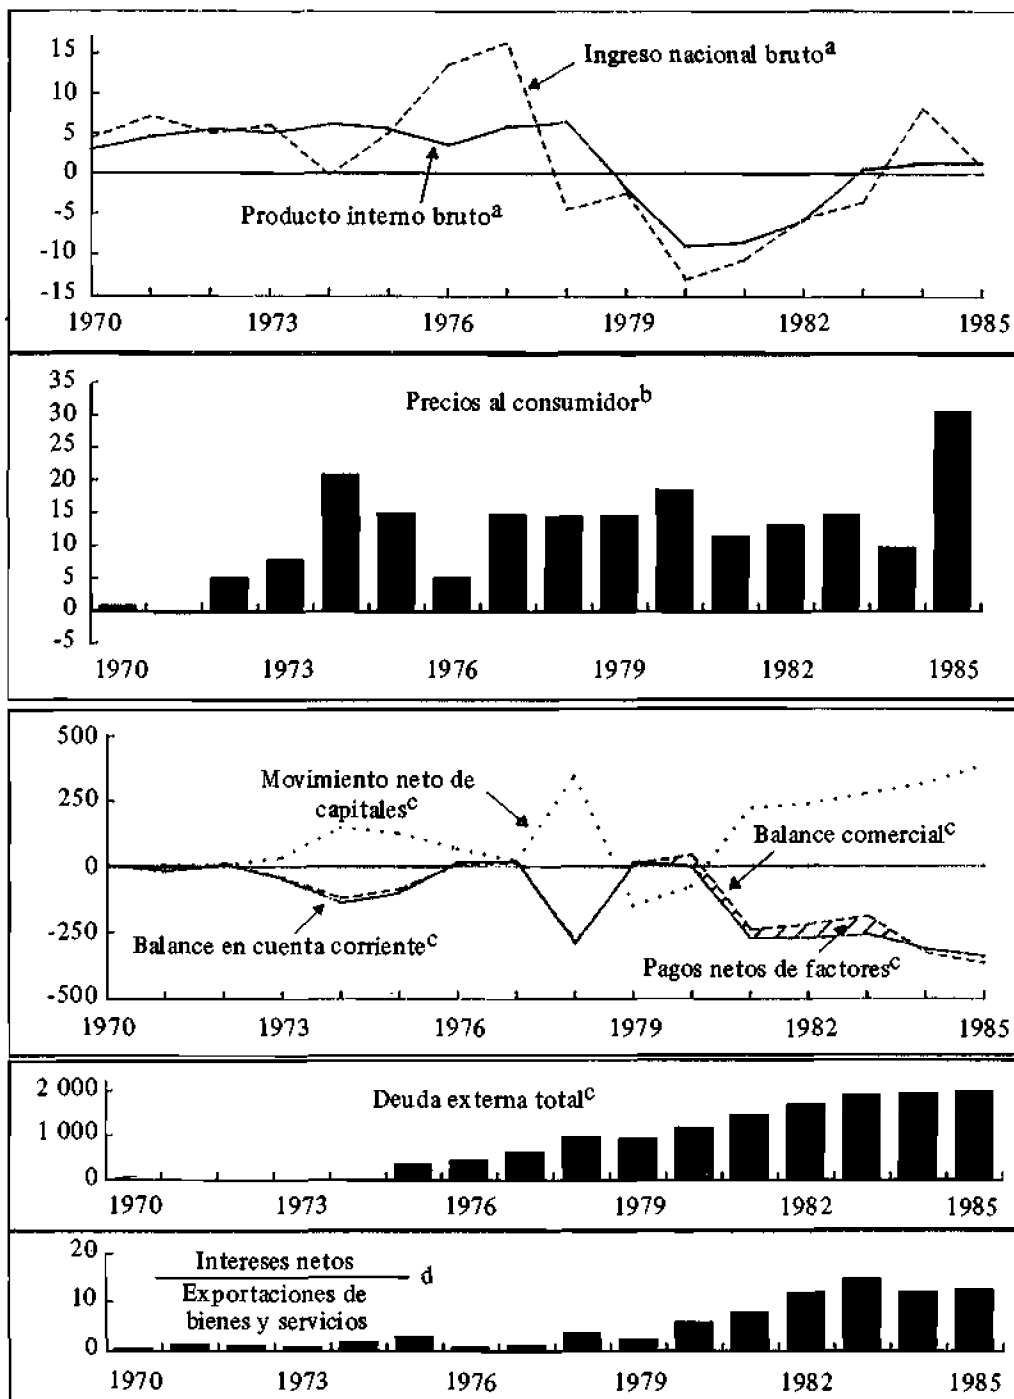 15
Ingreso nacional bruto^a
10
5
0
Producto interno bruto^a
-5
-10
-15
1970 1973 1976 1979 1982 1985
35
Precios al consumidor^b
30
25
20
15
10
5
0
-5
1970 1973 1976 1979 1982 1985
500
Movimiento neto de
capitales^c
250
Balance comercial^c
0
-250
Balance en cuenta corriente^c
Pagos netos de factores^c
-500
1970 1973 1976 1979 1982 1985
2 000
Deuda externa total^c
1 000
0
1970 1973 1976 1979 1982 1985
20
Intereses netos
d
Exportaciones de
bienes y servicios
10
0
1970 1973 1976 1979 1982 1985